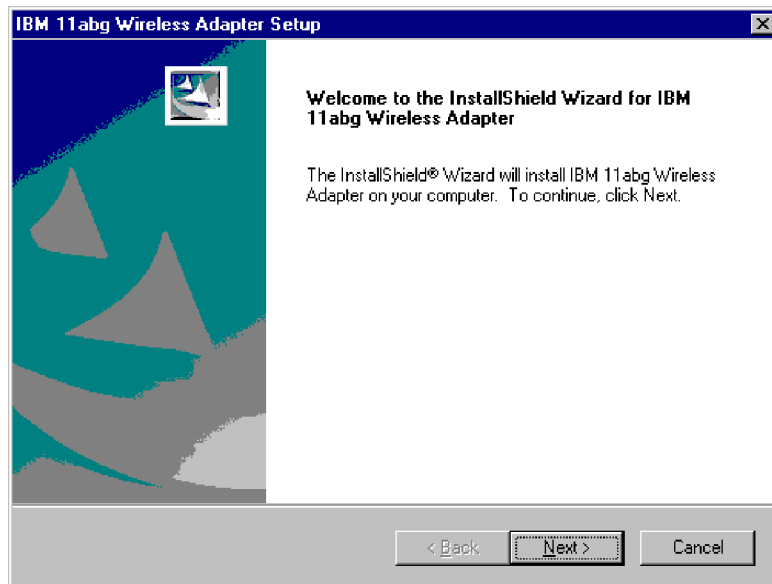 IBM 11abg Wireless Adapter Setup
Welcome to the InstallShield Wizard for IBM
11abg Wireless Adapter
The InstallShield® Wizard will install IBM 11abg Wireless
Adapter on your computer. To continue, click Next.
< Back Next > Cancel